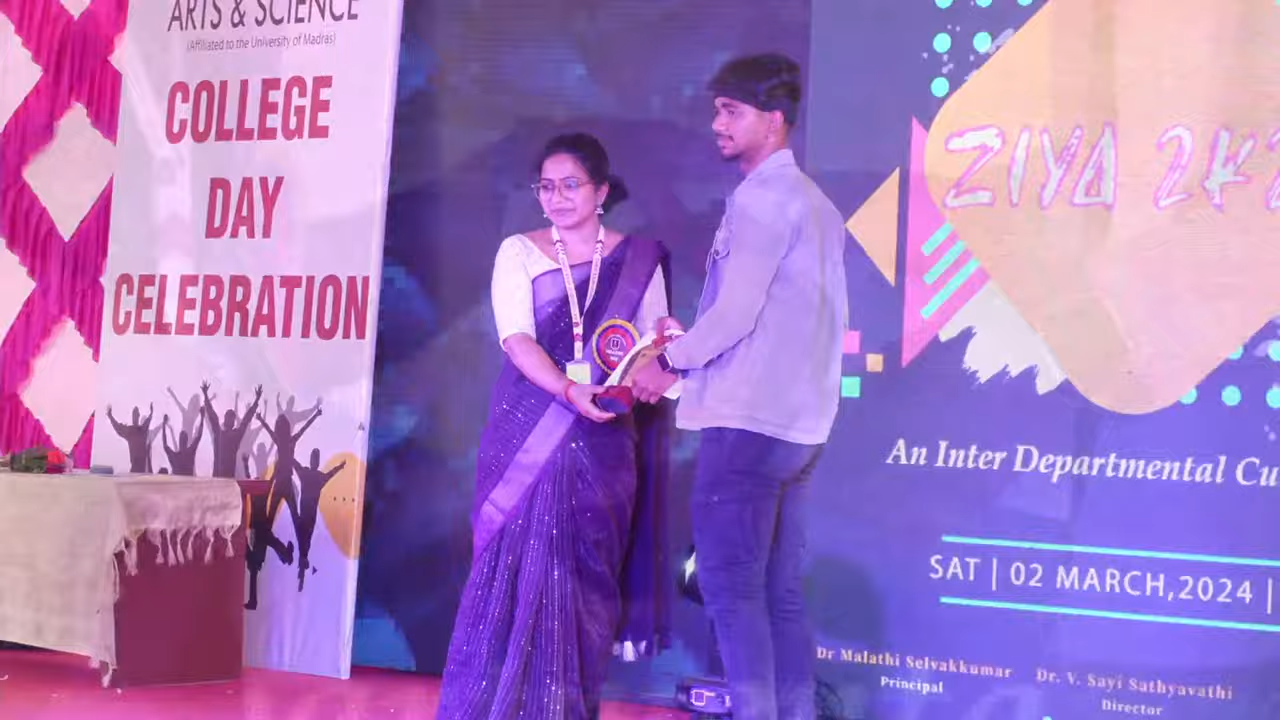 ARTS & SCIENCE
(Affiliated to the University of Madras)
COLLEGE
DAY
CELEBRATION
ZIYA 2K
An Inter Departmental Cu
SAT | 02 MARCH,2024 |
Dr Malathi Selvakkumar
Principal
Dr. V. Sayi Sathyavathi
Director